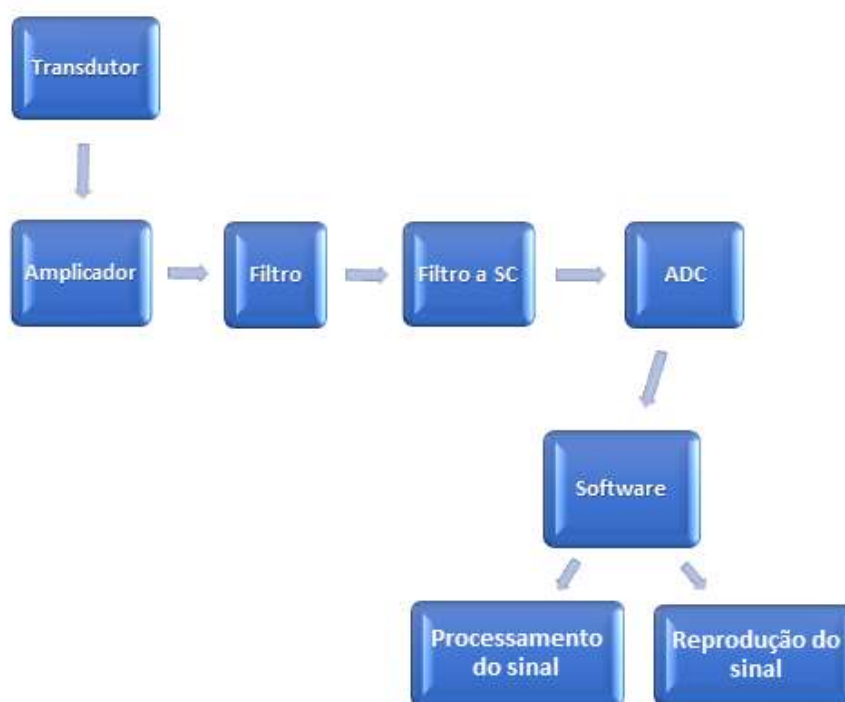 Transdutor
Amplicador
Filtro
Filtro a SC
ADC
Software
Processamento
do sinal
Reprodução do
sinal